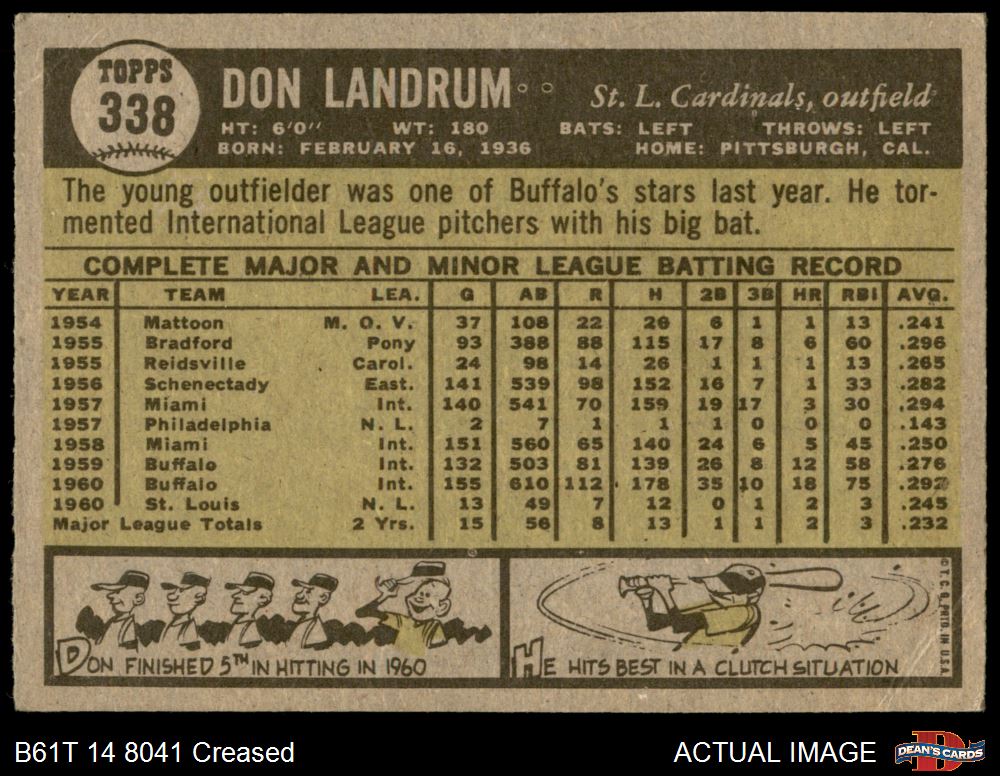 TOPPS
338
DON LANDRUM
St. L. Cardinals, outfield
HT: 6'0" WT: 180 BATS: LEFT THROWS: LEFT
BORN: FEBRUARY 16, 1936 HOME: PITTSBURGH, CAL.
The young outfielder was one of Buffalo's stars last year. He tor-
mented International League pitchers with his big bat.
COMPLETE MAJOR AND MINOR LEAGUE BATTING RECORD
YEAR TEAM LEA. G AB R H 2B 3B HR RBI AVG.
1954 Mattoon M. O. V. 37 108 22 26 6 1 1 13 .241
1955 Bradford Pony 93 388 88 115 17 8 6 60 .296
1955 Reidsville Carol. 24 98 14 26 1 1 1 13 .265
1956 Schenectady East. 141 539 98 152 16 7 1 33 .282
1957 Miami Int. 140 541 70 159 19 17 3 30 .294
1957 Philadelphia N. L. 2 7 1 1 1 0 0 0 .143
1958 Miami Int. 151 560 65 140 24 6 5 45 .250
1959 Buffalo Int. 132 503 81 139 26 8 12 58 .276
1960 Buffalo Int. 155 610 112 178 35 10 18 75 .292
1960 St. Louis N. L. 13 49 7 12 0 1 2 3 .245
Major League Totals 2 Yrs. 15 56 8 13 1 1 2 3 .232
DON FINISHED 5TH IN HITTING IN 1960
HE HITS BEST IN A CLUTCH SITUATION
© T. C. G. PRTD. IN U.S.A.
B61T 14 8041 Creased
ACTUAL IMAGE
DEAN'S CARDS